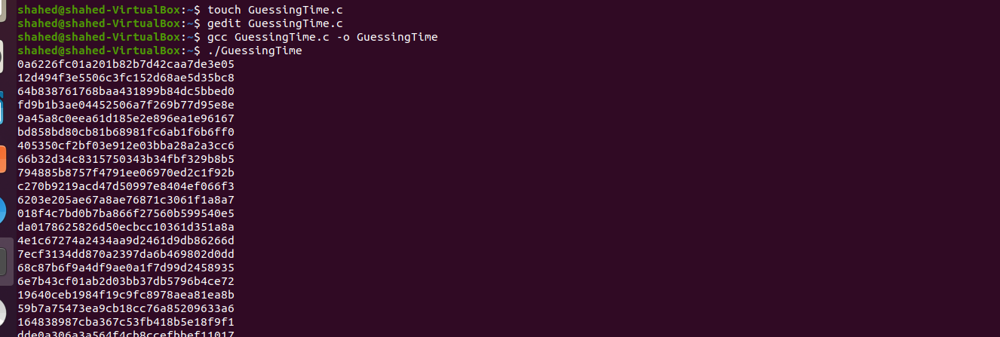 shahed@shahed-VirtualBox:~$ touch GuessingTime.c
shahed@shahed-VirtualBox:~$ gedit GuessingTime.c
shahed@shahed-VirtualBox:~$ gcc GuessingTime.c -o GuessingTime
shahed@shahed-VirtualBox:~$ ./GuessingTime
0a6226fc01a201b82b7d42caa7de3e05
12d494f3e5506c3fc152d68ae5d35bc8
64b838761768baa431899b84dc5bbed0
fd9b1b3ae04452506a7f269b77d95e8e
9a45a8c0eea61d185e2e896ea1e96167
bd858bd80cb81b68981fc6ab1f6b6ff0
405350cf2bf03e912e03bba28a2a3cc6
66b32d34c8315750343b34fbf329b8b5
794885b8757f4791ee06970ed2c1f92b
c270b9219acd47d50997e8404ef066f3
6203e205ae67a8ae76871c3061f1a8a7
018f4c7bd0b7ba866f27560b599540e5
da0178625826d50ecbcc10361d351a8a
4e1c67274a2434aa9d2461d9db86266d
7ecf3134dd870a2397da6b469802d0dd
68c87b6f9a4df9ae0a1f7d99d2458935
6e7b43cf01ab2d03bb37db5796b4ce72
19640ceb1984f19c9fc8978aea81ea8b
59b7a75473ea9cb18cc76a85209633a6
164838987cba367c53fb418b5e18f9f1
dde0a306a3a564f4cb8ccefbbef11017